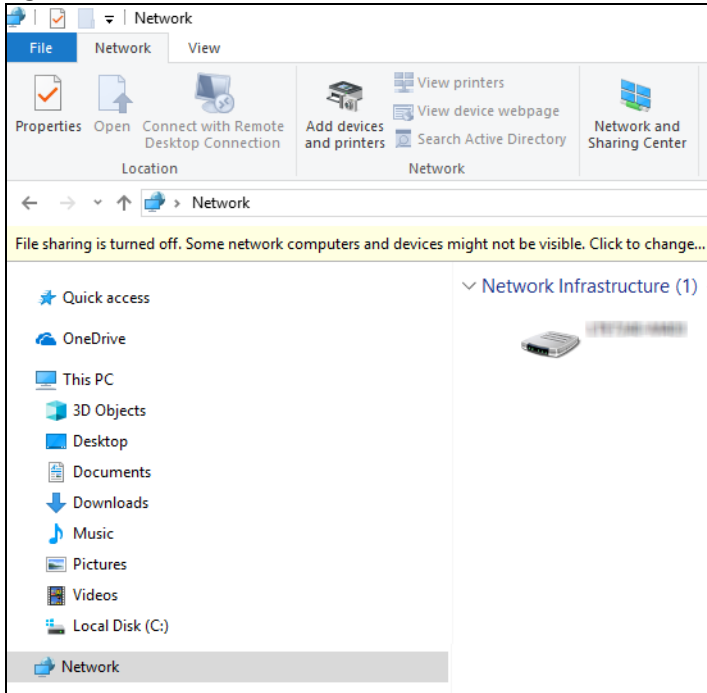 Network
File Network View
Properties Open Connect with Remote Desktop Connection
Location
Add devices and printers
View printers
View device webpage
Search Active Directory
Network
Network and Sharing Center
Network
File sharing is turned off. Some network computers and devices might not be visible. Click to change...
Quick access
OneDrive
This PC
3D Objects
Desktop
Documents
Downloads
Music
Pictures
Videos
Local Disk (C:)
Network
Network Infrastructure (1)